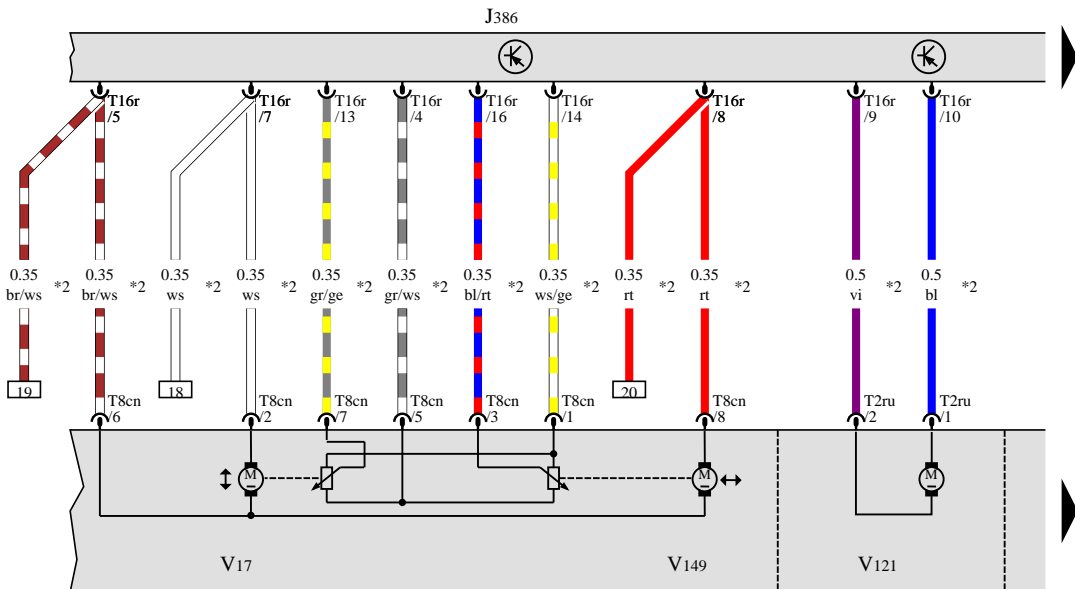 J386
T16r T16r T16r T16r T16r T16r T16r T16r T16r
/5 /7 /13 /4 /16 /14 /8 /9 /10
0.35 0.35 0.35 0.35 0.35 0.35 0.35 0.35 0.35 0.35 0.5 0.5
*2 *2 *2 *2 *2 *2 *2 *2 *2 *2 *2 *2
br/ws br/ws ws ws gr/ge gr/ws bl/rt ws/ge rt rt vi bl
19 18 20
T8cn T8cn T8cn T8cn T8cn T8cn T8cn T2ru T2ru
/6 /2 /7 /5 /3 /1 /8 /2 /1
M M M
V17 V149 V121